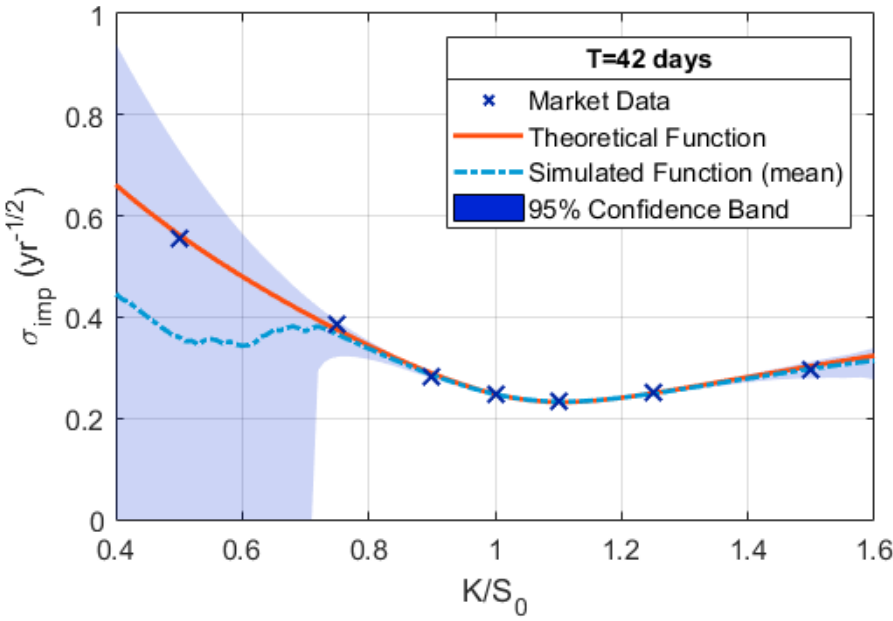 T=42 days
Market Data
Theoretical Function
Simulated Function (mean)
95% Confidence Band
1
0.8
0.6
0.4
0.2
0
σimp (yr-1/2)
0.4 0.6 0.8 1 1.2 1.4 1.6
K/S0